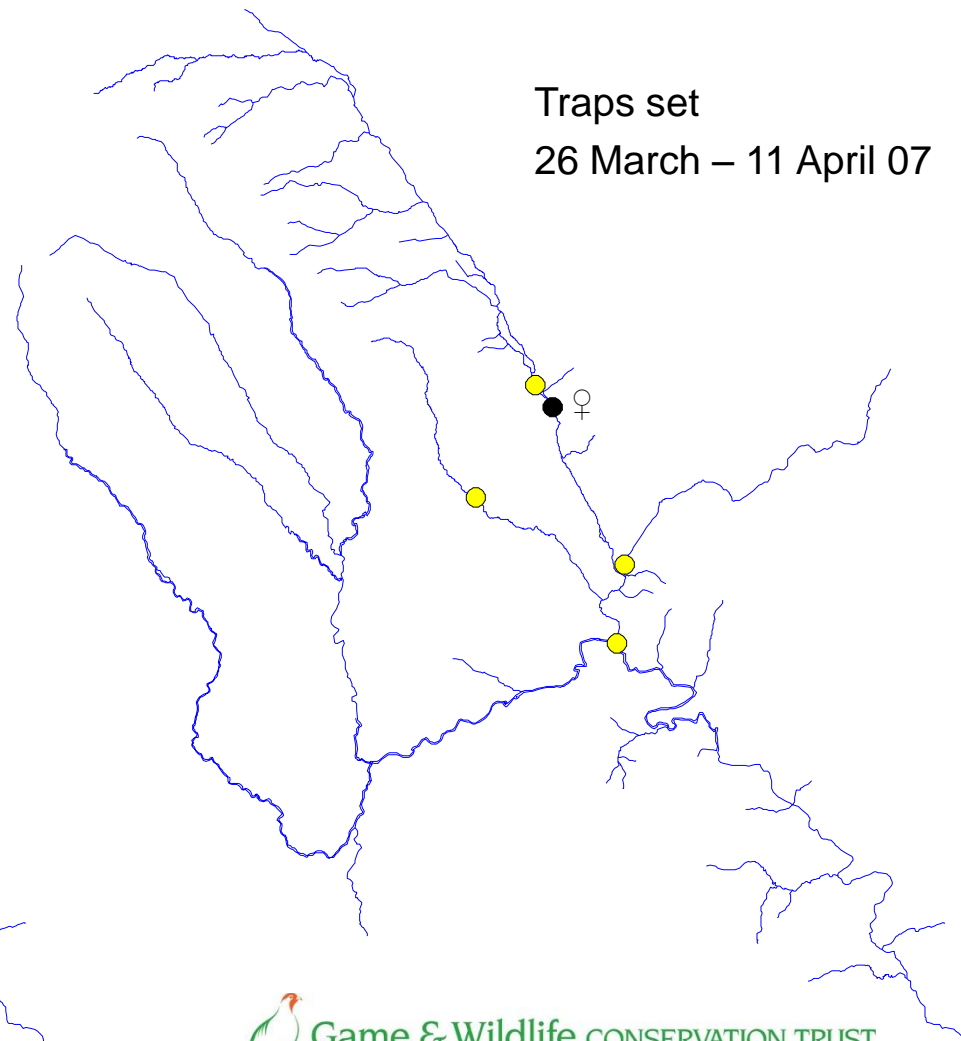 Traps set
26 March – 11 April 07
♀
Game & Wildlife CONSERVATION TRUST